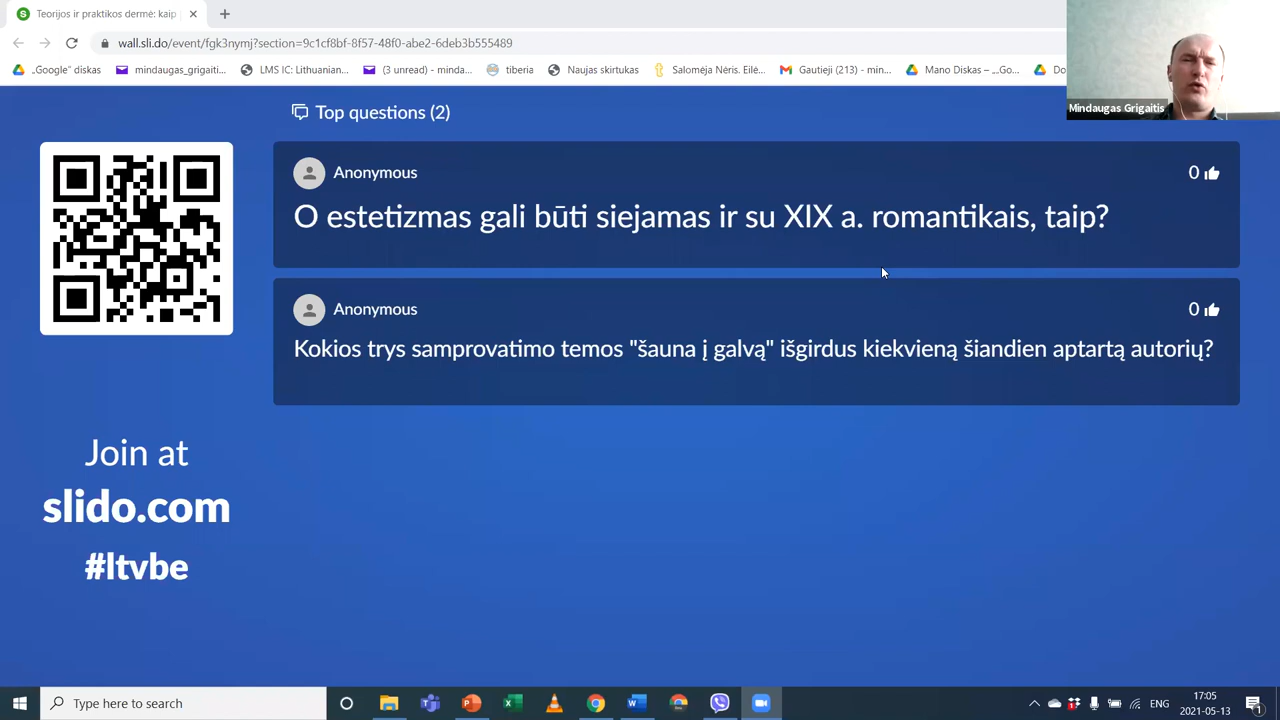 Teorijos ir praktikos dermė: kaip
wall.sli.do/event/fgk3nymj?section=9c1cf8bf-8f57-48f0-abe2-6deb3b555489
„Google“ diskas
mindaugas_grigaiti...
LMS IC: Lithuanian...
(3 unread) - minda...
tiberia
Naujas skirtukas
Salomėja Nėris. Eilė...
Gautieji (213) - min...
Mano Diskas – „Go...
Do
Mindaugas Grigaitis
Top questions (2)
Anonymous
0
O estetizmas gali būti siejamas ir su XIX a. romantikais, taip?
Anonymous
0
Kokios trys samprovatimo temos "šauna į galvą" išgirdus kiekvieną šiandien aptartą autorių?
Join at
slido.com
#ltvbe
Type here to search
ENG
17:05
2021-05-13
1